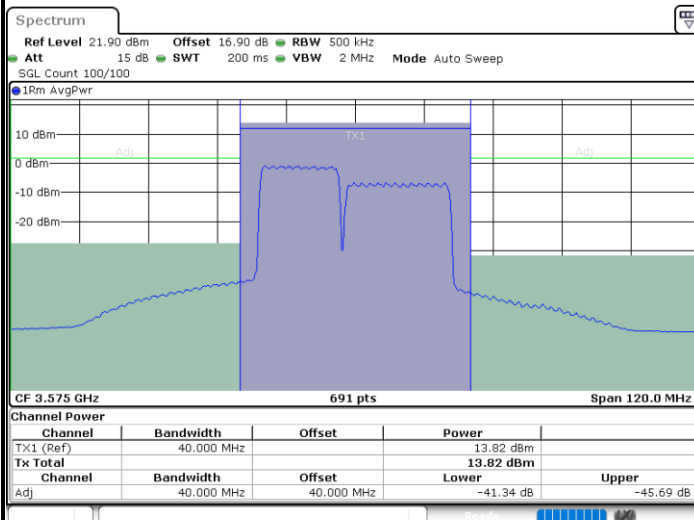 Spectrum
Ref Level 21.90 dBm Offset 16.90 dB RBW 500 kHz
Att 15 dB SWT 200 ms VBW 2 MHz Mode Auto Sweep
SGL Count 100/100
1Rm AvgPwr
10 dBm
TX1
Adj
Adj
0 dBm
-10 dBm
-20 dBm
CF 3.575 GHz 691 pts Span 120.0 MHz
Channel Power
Channel Bandwidth Offset Power
TX1 (Ref) 40.000 MHz 13.82 dBm
Tx Total 13.82 dBm
Channel Bandwidth Offset Lower Upper
Adj 40.000 MHz 40.000 MHz -41.34 dB -45.69 dB
Ready